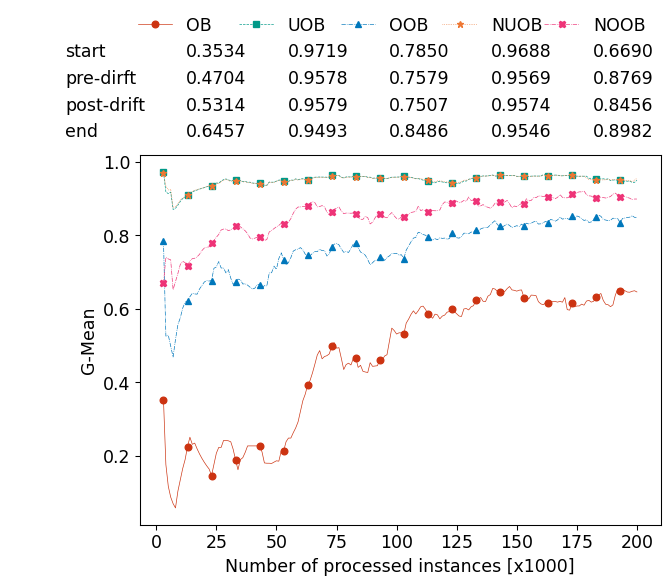 OB UOB OOB NUOB NOOB
start 0.3534 0.9719 0.7850 0.9688 0.6690
pre-dirft 0.4704 0.9578 0.7579 0.9569 0.8769
post-drift 0.5314 0.9579 0.7507 0.9574 0.8456
end 0.6457 0.9493 0.8486 0.9546 0.8982
1.0
0.8
0.6
0.4
0.2
G-Mean
0 25 50 75 100 125 150 175 200
Number of processed instances [x1000]